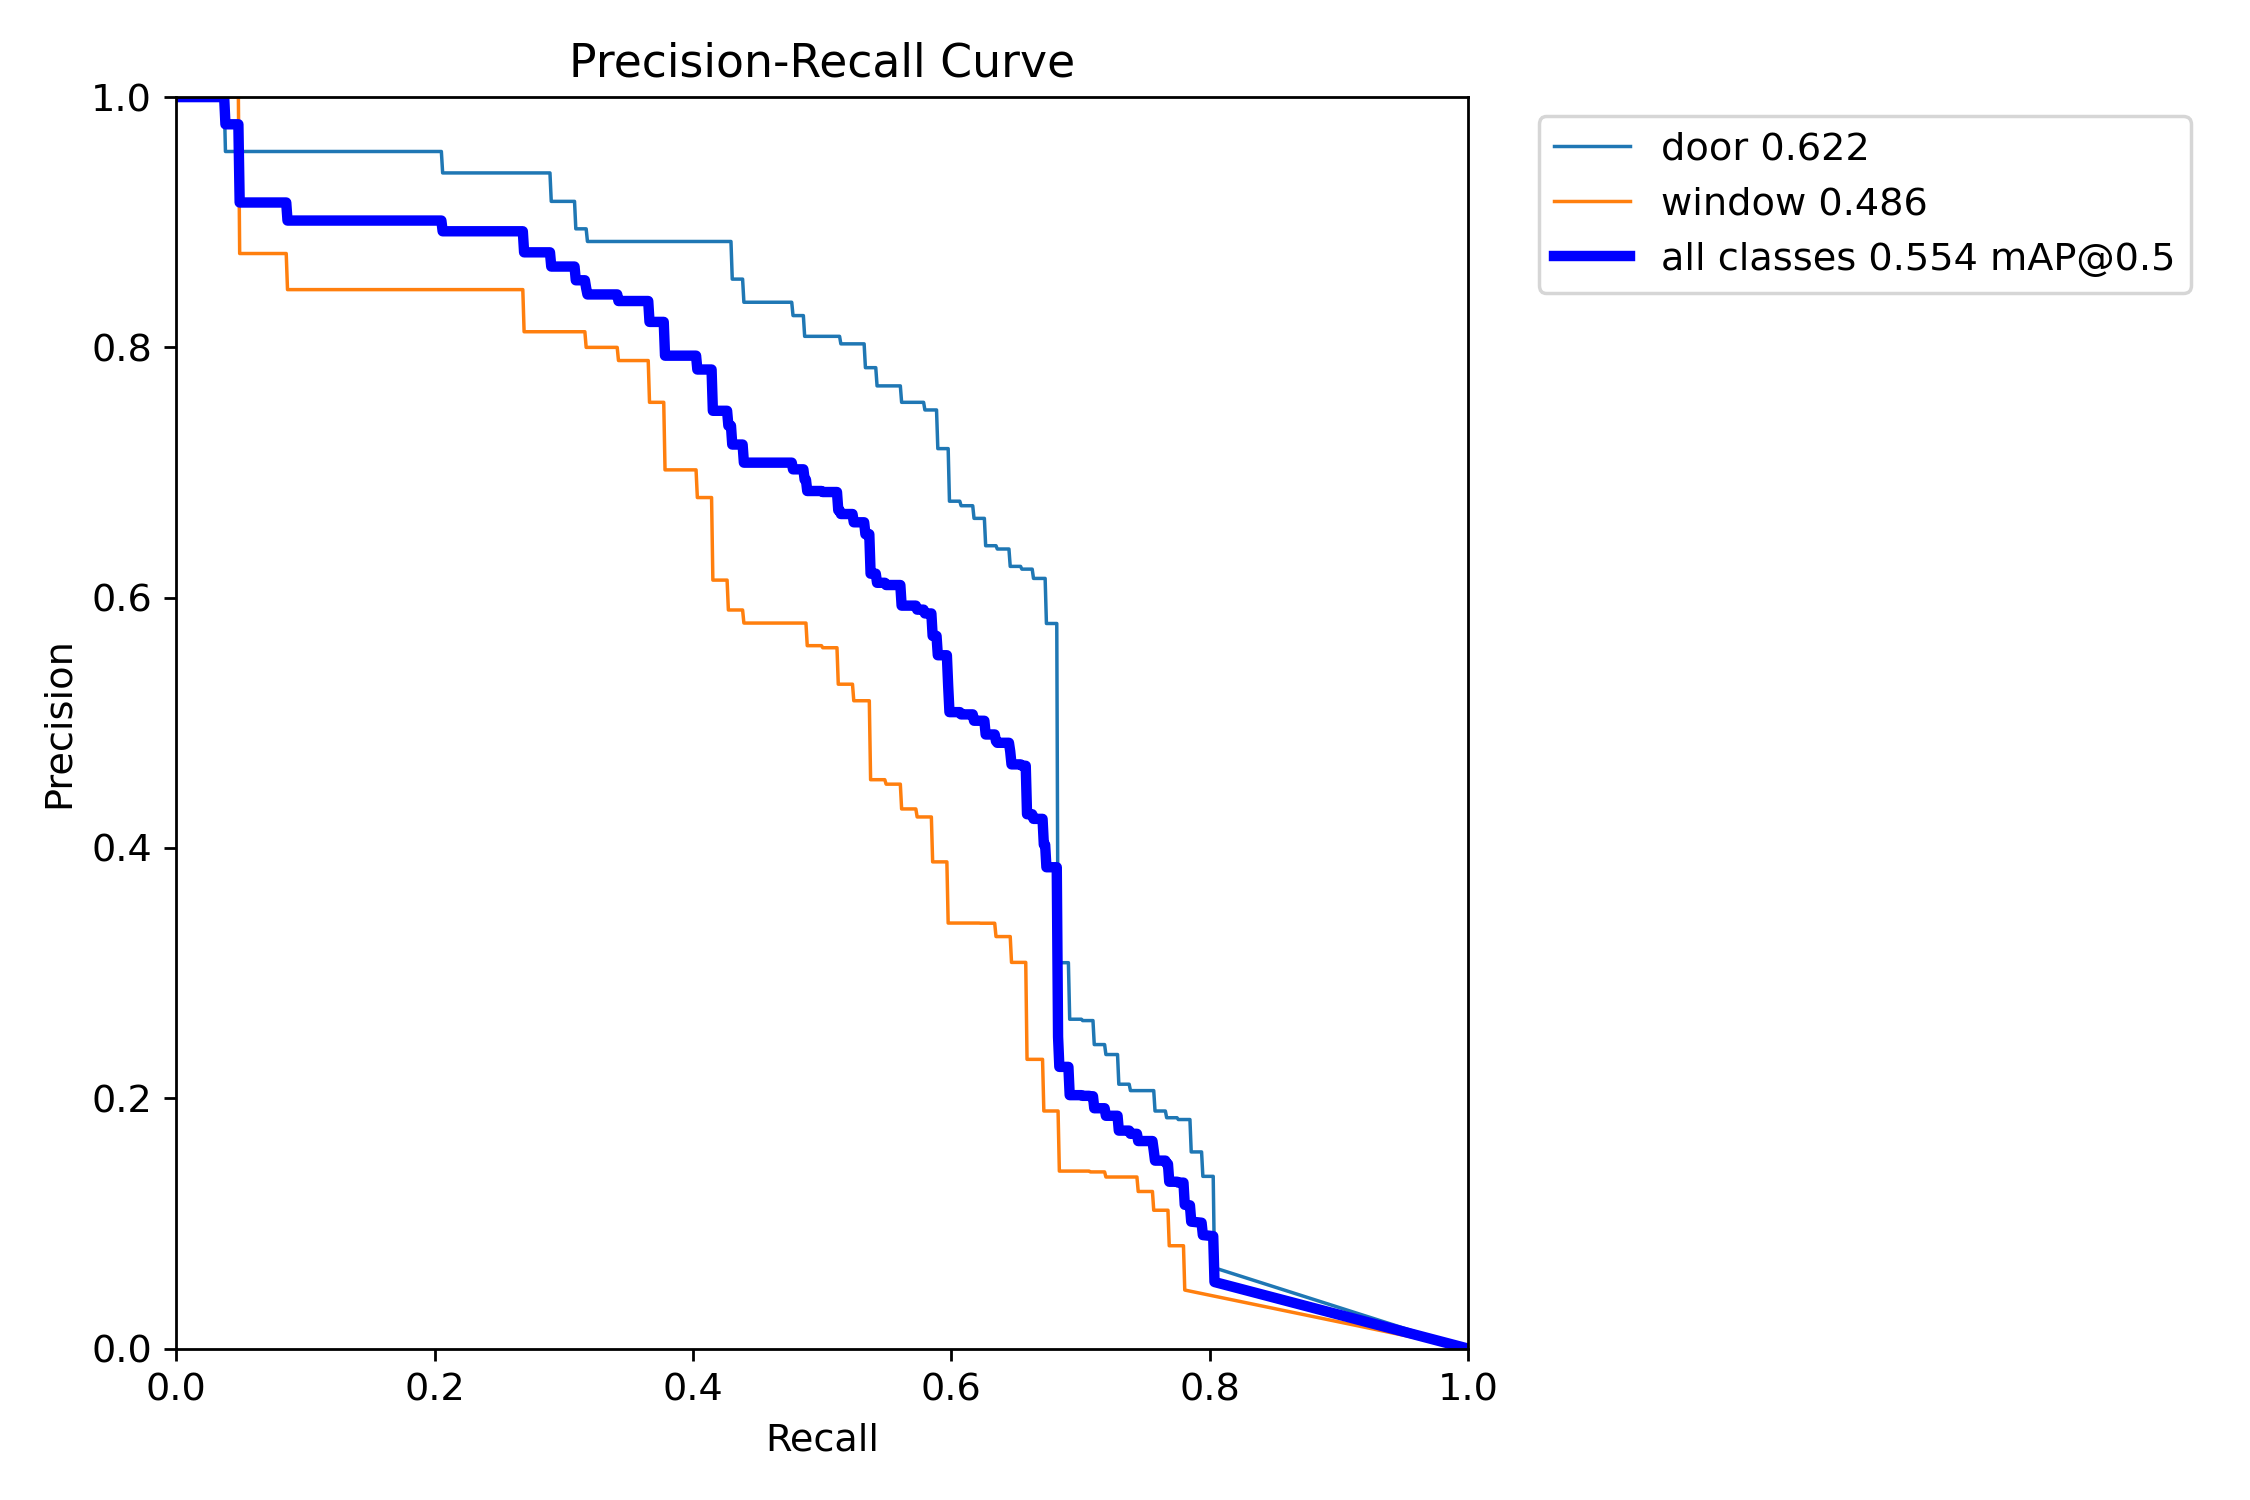 Precision-Recall Curve
door 0.622
window 0.486
all classes 0.554 mAP@0.5
1.0
0.8
0.6
0.4
0.2
0.0
Precision
0.0 0.2 0.4 0.6 0.8 1.0
Recall